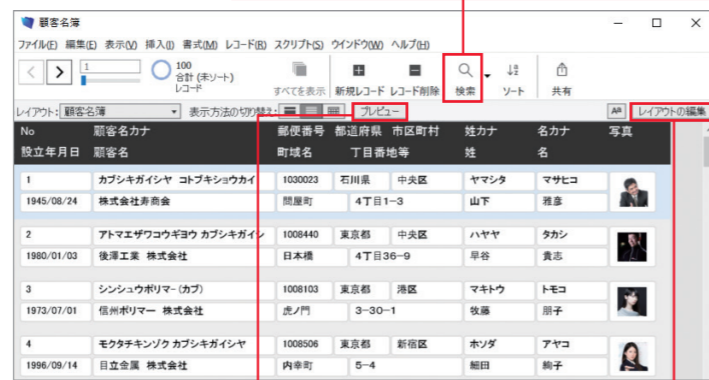 顧客名簿
ファイル(F) 編集(E) 表示(V) 挿入(I) 書式(M) レコード(R) スクリプト(S) ウインドウ(W) ヘルプ(H)
1 100
合計 (未ソート)
レコード
すべてを表示 新規レコード レコード削除 検索 ソート 共有
レイアウト: 顧客名簿 表示方法の切り替え: プレビュー Aª レイアウトの編集
No 顧客名カナ 郵便番号 都道府県 市区町村 姓カナ 名カナ 写真
設立年月日 顧客名 町域名 丁目番地等 姓 名
1 カブシキガイシヤ コトブキショウカイ 1030023 石川県 中央区 ヤマシタ マサヒコ
1945/08/24 株式会社寿商会 問屋町 4丁目1-3 山下 雅彦
2 アトマエザワコウギヨウ カブシキガイシ 1008440 東京都 中央区 ハヤヤ タカシ
1980/01/03 後澤工業 株式会社 日本橋 4丁目36-9 早谷 貴志
3 シンシュウポリマ-(カブ) 1008103 東京都 港区 マキトウ トモコ
1973/07/01 信州ポリマー 株式会社 虎ノ門 3-30-1 牧藤 朋子
4 モクタチキンゾク カブシキガイシヤ 1008506 東京都 新宿区 ホソダ アヤコ
1996/09/14 目立金属 株式会社 内幸町 5-4 細田 絢子